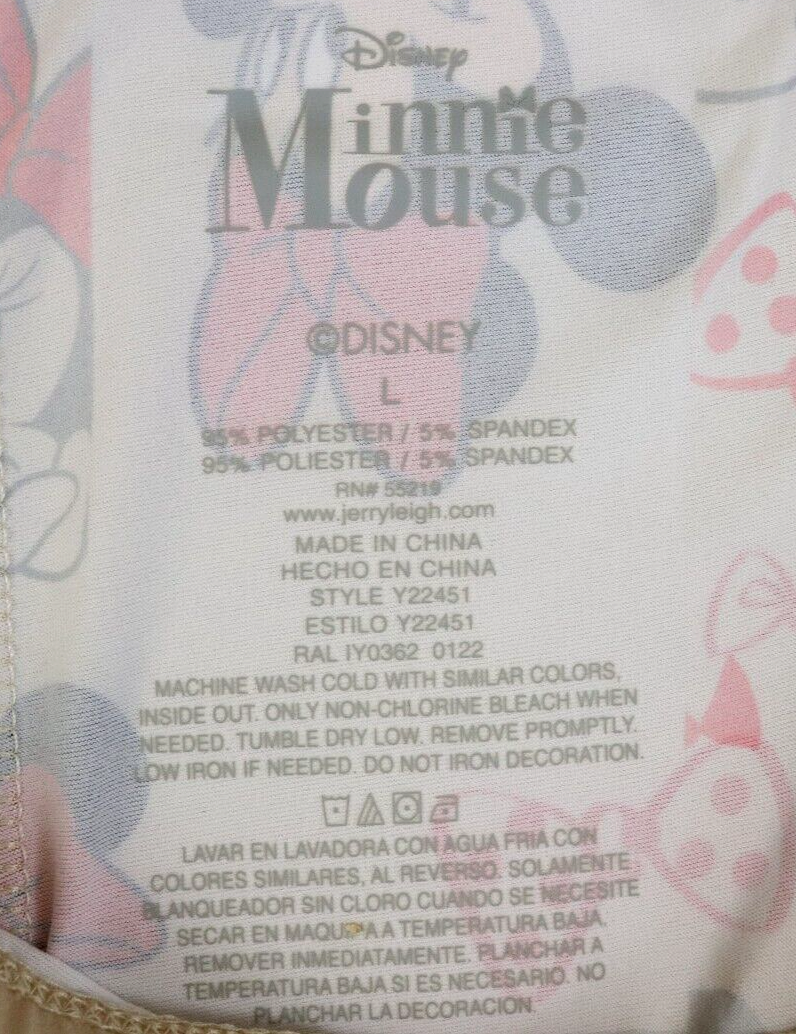 Disney
Minnie
Mouse
©DISNEY
L
95% POLYESTER / 5% SPANDEX
95% POLIESTER / 5% SPANDEX
RN# 55219
www.jerryleigh.com
MADE IN CHINA
HECHO EN CHINA
STYLE Y22451
ESTILO Y22451
RAL IY0362 0122
MACHINE WASH COLD WITH SIMILAR COLORS,
INSIDE OUT. ONLY NON-CHLORINE BLEACH WHEN
NEEDED. TUMBLE DRY LOW. REMOVE PROMPTLY.
LOW IRON IF NEEDED. DO NOT IRON DECORATION.
LAVAR EN LAVADORA CON AGUA FRIA CON
COLORES SIMILARES, AL REVERSO. SOLAMENTE
BLANQUEADOR SIN CLORO CUANDO SE NECESITE
SECAR EN MAQUINA A TEMPERATURA BAJA.
REMOVER INMEDIATAMENTE. PLANCHAR A
TEMPERATURA BAJA SI ES NECESARIO. NO
PLANCHAR LA DECORACION.